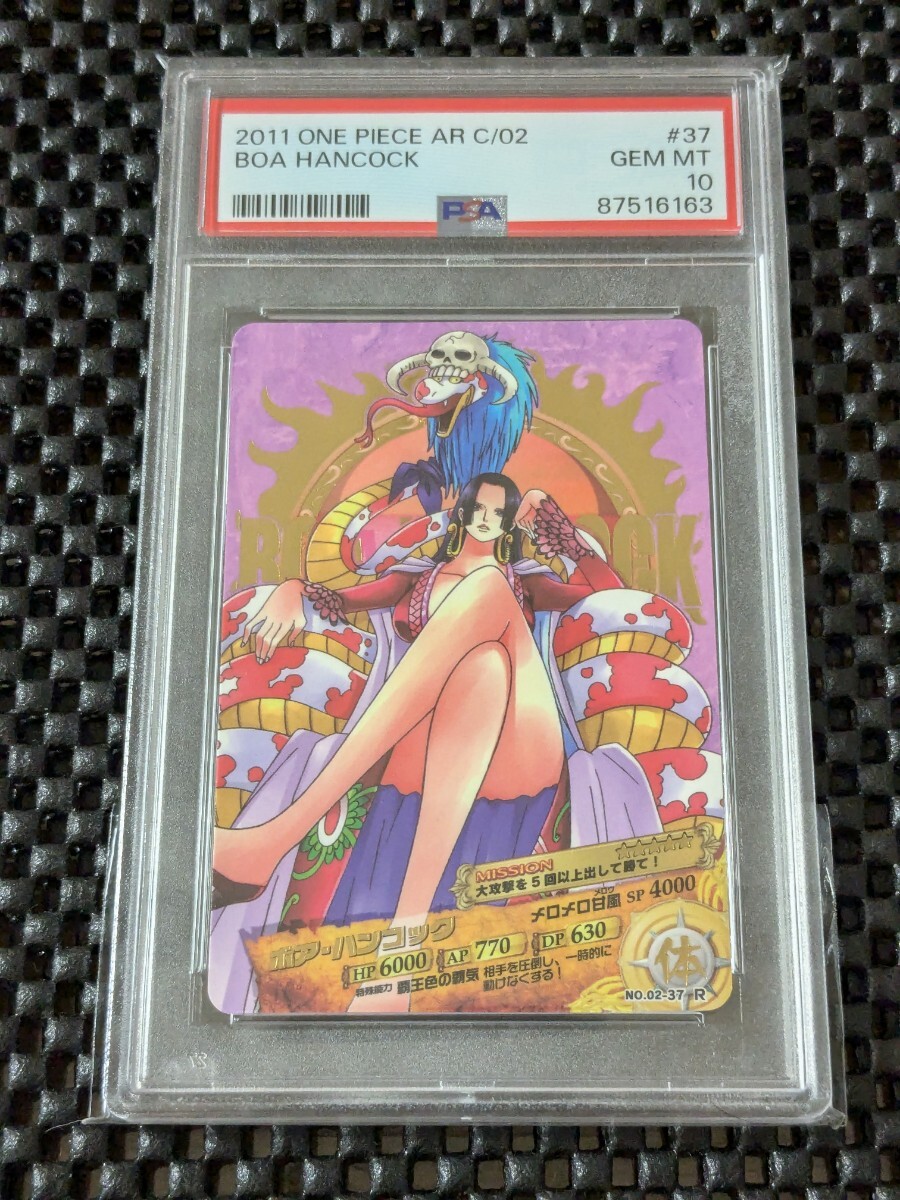 2011 ONE PIECE AR C/02 #37
BOA HANCOCK GEM MT
10
PSA 87516163
BOA HANCOCK
MISSION
大攻撃を5回以上出して勝て!
メロメロ甘風 メロウ SP 4000
ボア・ハンコック
HP 6000 AP 770 DP 630
特殊能力 覇王色の覇気 相手を圧倒し、一時的に
動けなくする!
体
NO.02-37 R